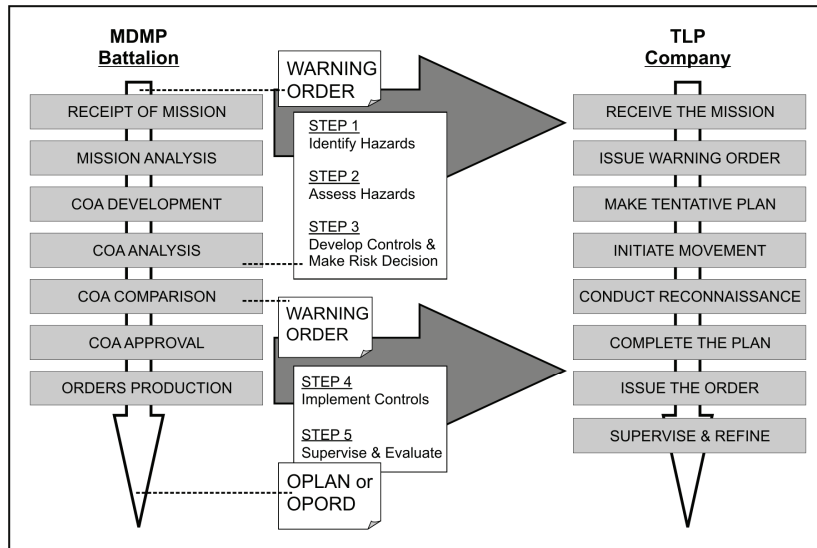 MDMP
Battalion
RECEIPT OF MISSION
MISSION ANALYSIS
COA DEVELOPMENT
COA ANALYSIS
COA COMPARISON
COA APPROVAL
ORDERS PRODUCTION
WARNING
ORDER
STEP 1
Identify Hazards
STEP 2
Assess Hazards
STEP 3
Develop Controls &
Make Risk Decision
WARNING
ORDER
STEP 4
Implement Controls
STEP 5
Supervise & Evaluate
OPLAN or
OPORD
TLP
Company
RECEIVE THE MISSION
ISSUE WARNING ORDER
MAKE TENTATIVE PLAN
INITIATE MOVEMENT
CONDUCT RECONNAISSANCE
COMPLETE THE PLAN
ISSUE THE ORDER
SUPERVISE & REFINE